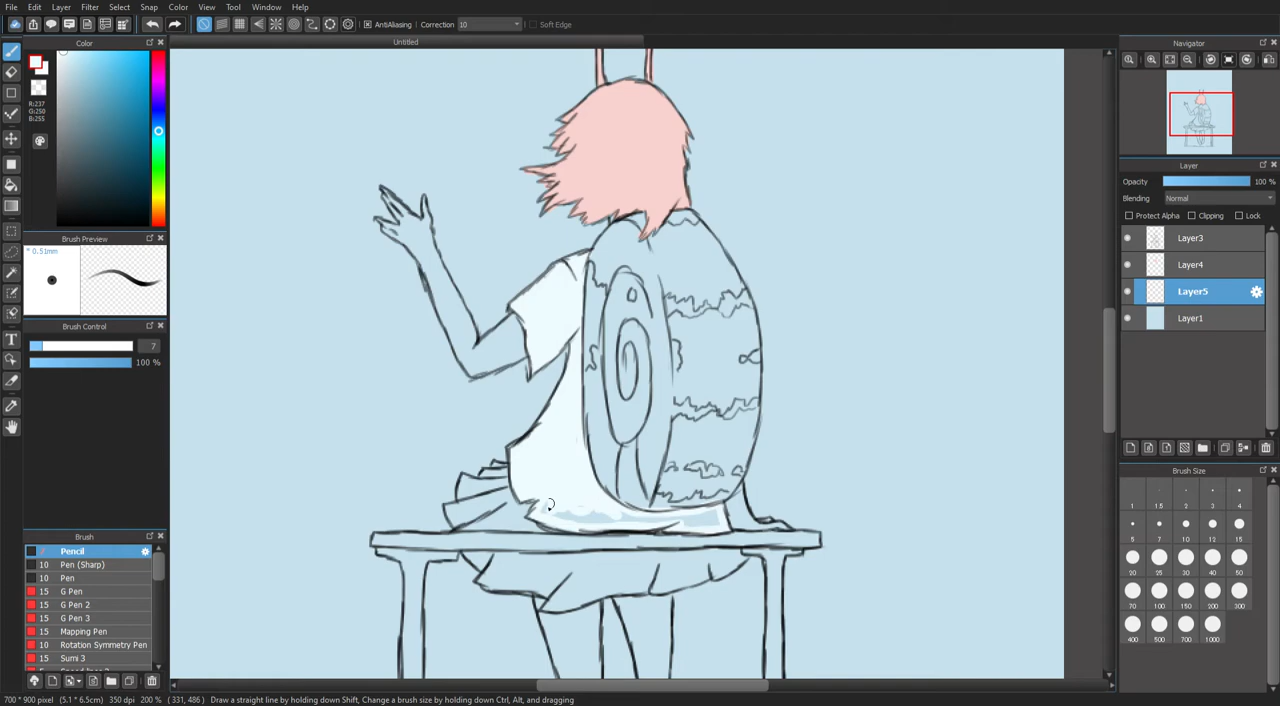 File Edit Layer Filter Select Snap Color View Tool Window Help
AntiAliasing Correction 10 Soft Edge
Color
Untitled
Navigator
R:237
G:250
B:255
Layer
Opacity 100 %
Blending Normal
Protect Alpha Clipping Lock
Layer3
Layer4
Layer5
Layer1
Brush Preview
* 0.51mm
Brush Control
7
100 %
Brush Size
1 1.5 2 3 4
5 7 10 12 15
20 25 30 40 50
70 100 150 200 300
400 500 700 1000
Brush
Pencil
10 Pen (Sharp)
10 Pen
15 G Pen
15 G Pen 2
15 G Pen 3
15 Mapping Pen
10 Rotation Symmetry Pen
15 Sumi 3
700 * 900 pixel (5.1 * 6.5cm) 350 dpi 200 % ( 331, 486 ) Draw a straight line by holding down Shift, Change a brush size by holding down Ctrl, Alt, and dragging